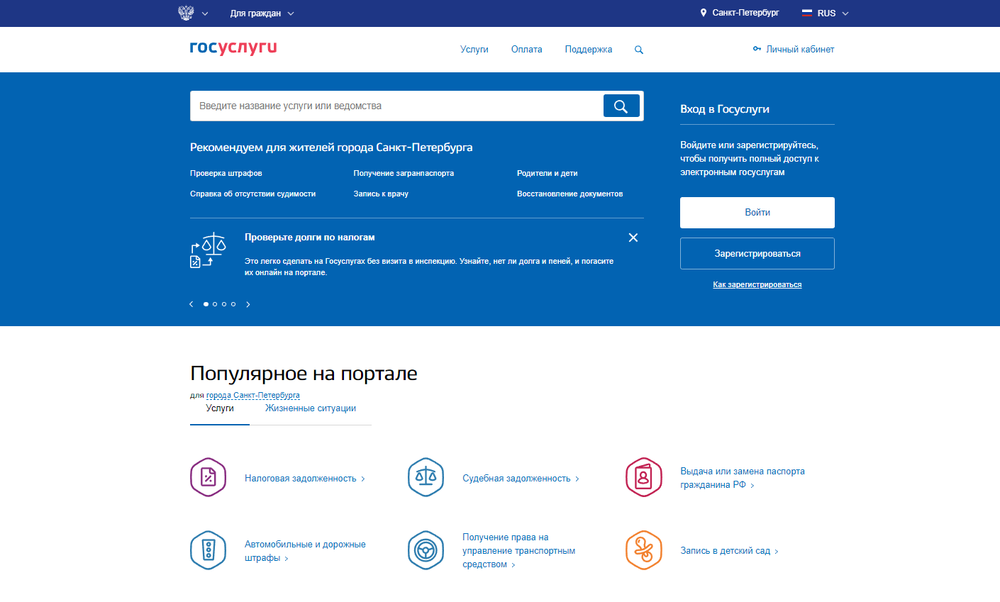 Для граждан
Санкт-Петербург
RUS
госуслуги
Услуги
Оплата
Поддержка
Личный кабинет
Введите название услуги или ведомства
Рекомендуем для жителей города Санкт-Петербурга
Проверка штрафов
Получение загранпаспорта
Родители и дети
Справка об отсутствии судимости
Запись к врачу
Восстановление документов
Проверьте долги по налогам
Это легко сделать на Госуслугах без визита в инспекцию. Узнайте, нет ли долга и пеней, и погасите
их онлайн на портале.
Вход в Госуслуги
Войдите или зарегистрируйтесь,
чтобы получить полный доступ к
электронным госуслугам
Войти
Зарегистрироваться
Как зарегистрироваться
Популярное на портале
для города Санкт-Петербурга
Услуги
Жизненные ситуации
Налоговая задолженность
Судебная задолженность
Выдача или замена паспорта
гражданина РФ
Автомобильные и дорожные
штрафы
Получение права на
управление транспортным
средством
Запись в детский сад